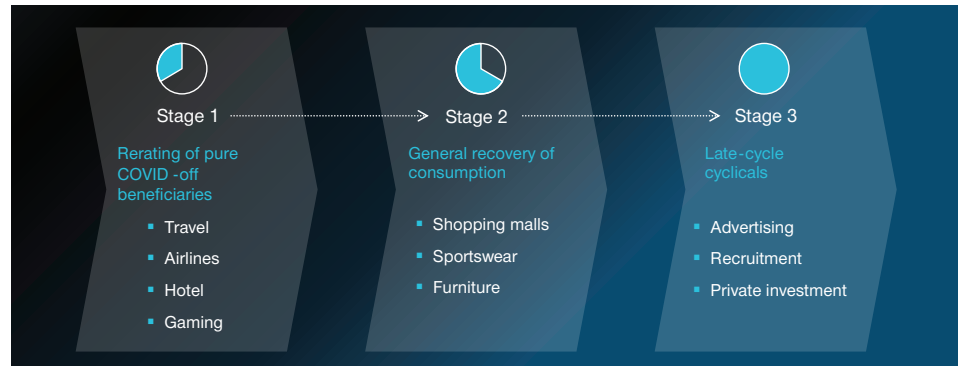 Stage 1
Rerating of pure
COVID -off
beneficiaries
Travel
Airlines
Hotel
Gaming
Stage 2
General recovery of
consumption
Shopping malls
Sportswear
Furniture
Stage 3
Late-cycle
cyclicals
Advertising
Recruitment
Private investment